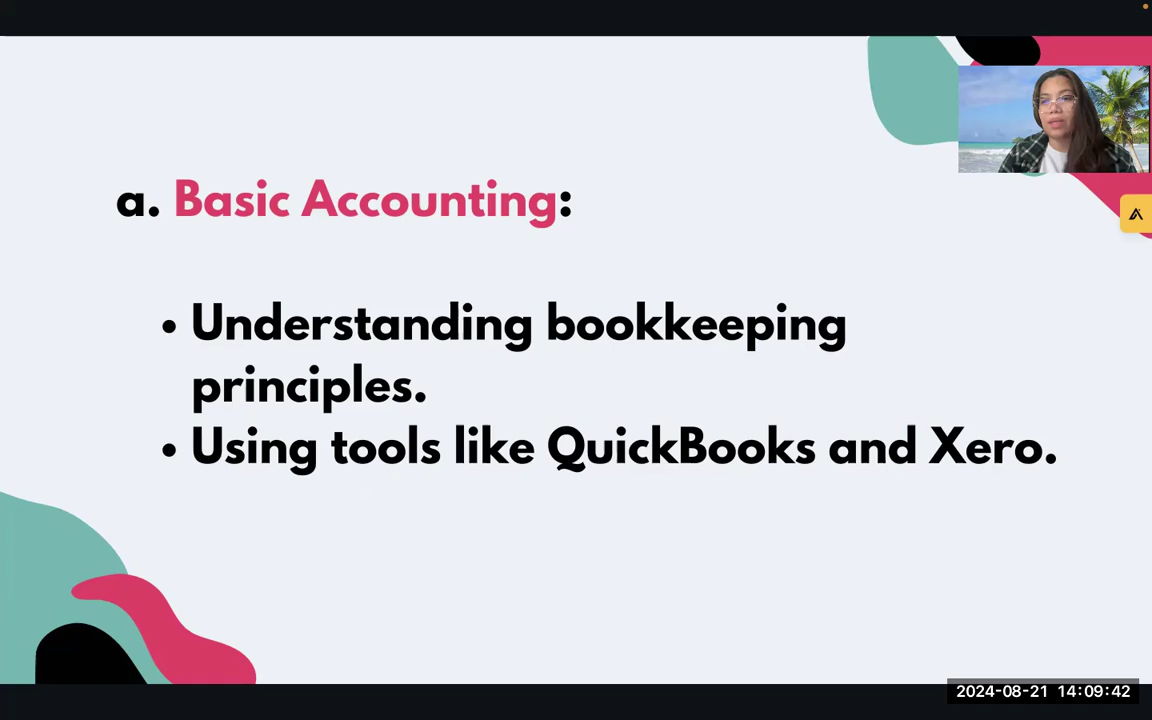 a. Basic Accounting:
• Understanding bookkeeping
principles.
• Using tools like QuickBooks and Xero.
2024-08-21 14:09:42